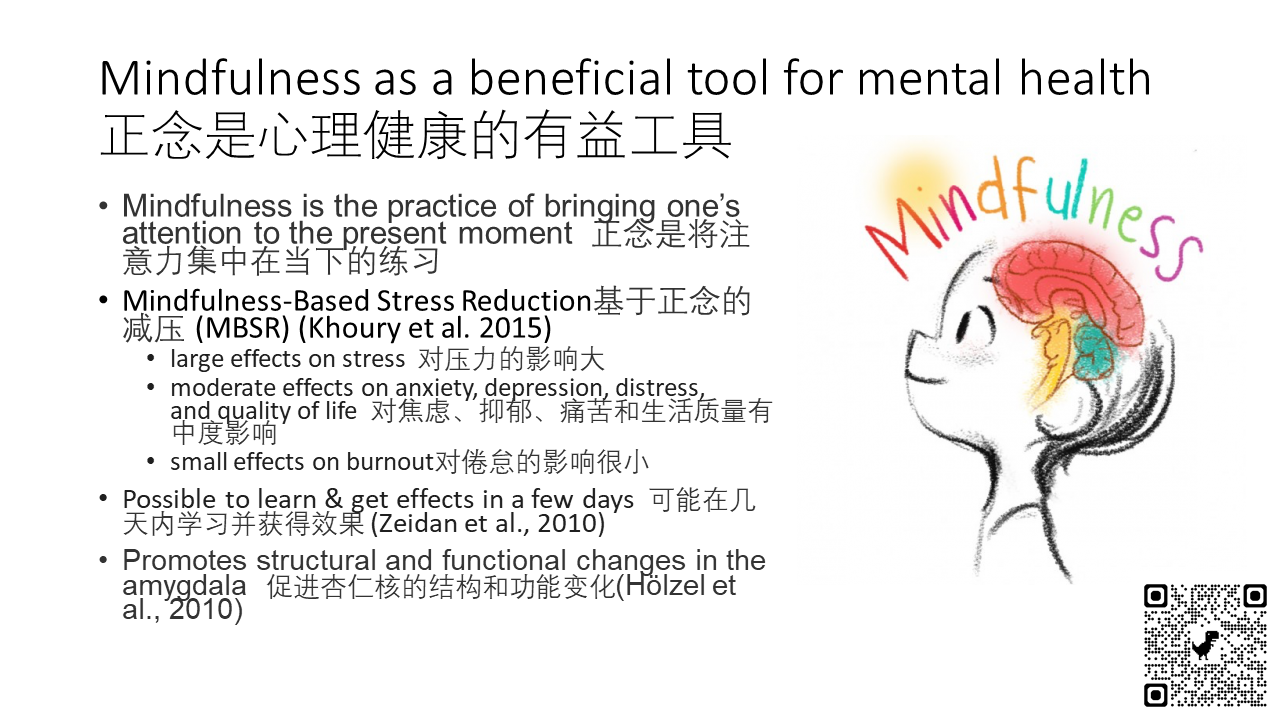 Mindfulness as a beneficial tool for mental health
正念是心理健康的有益工具
Mindfulness
• Mindfulness is the practice of bringing one’s
attention to the present moment 正念是将注
意力集中在当下的练习
• Mindfulness-Based Stress Reduction基于正念的
减压 (MBSR) (Khoury et al. 2015)
• large effects on stress 对压力的影响大
• moderate effects on anxiety, depression, distress,
and quality of life 对焦虑、抑郁、痛苦和生活质量有
中度影响
• small effects on burnout对倦怠的影响很小
• Possible to learn & get effects in a few days 可能在几
天内学习并获得效果 (Zeidan et al., 2010)
• Promotes structural and functional changes in the
amygdala 促进杏仁核的结构和功能变化(Hölzel et
al., 2010)